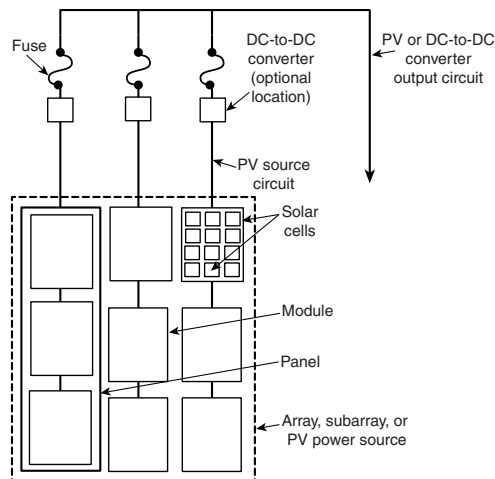 Fuse
DC-to-DC
converter
(optional
location)
PV or DC-to-DC
converter
output circuit
PV source
circuit
Solar
cells
Module
Panel
Array, subarray, or
PV power source